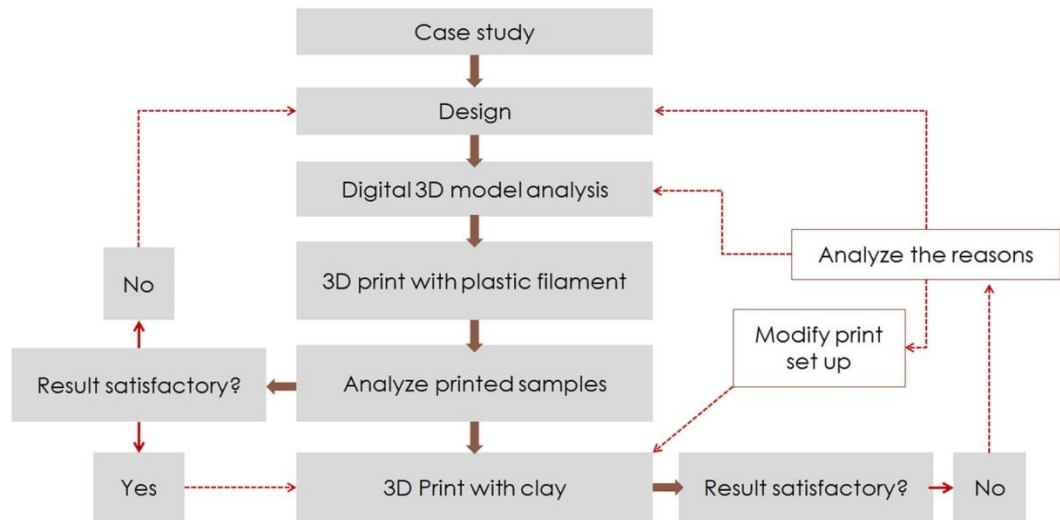 Case study
Design
Digital 3D model analysis
Analyze the reasons
No
3D print with plastic filament
Modify print
set up
Result satisfactory?
Analyze printed samples
Yes
3D Print with clay
Result satisfactory?
No